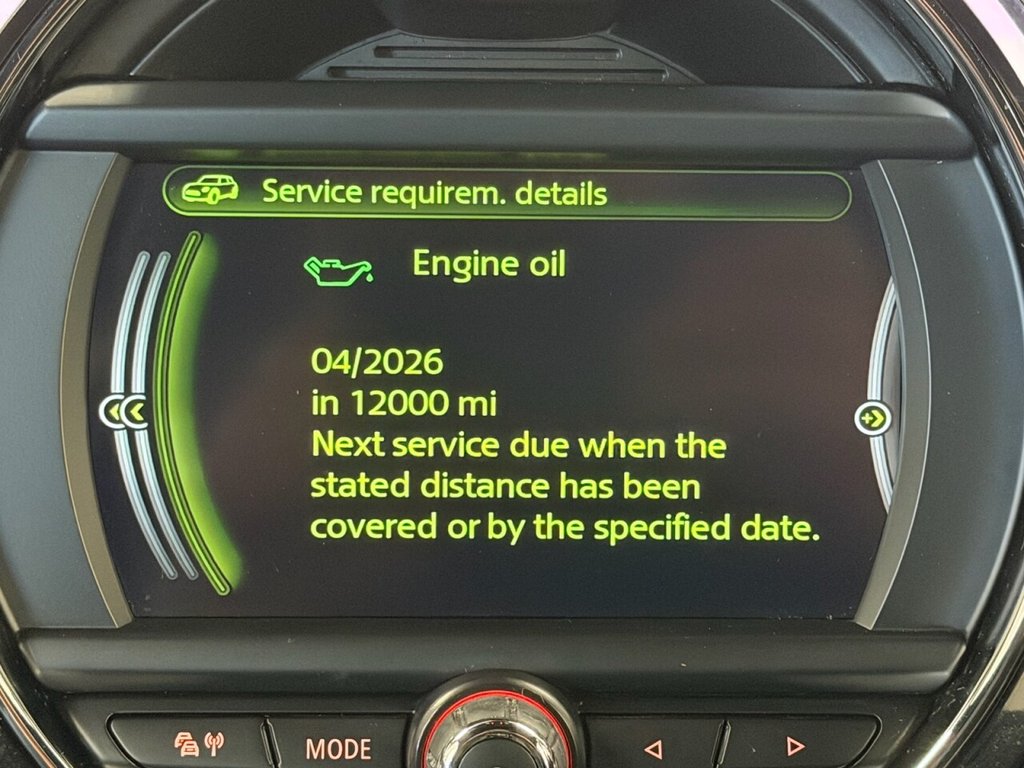 Service requirem. details
Engine oil
04/2026
in 12000 mi
Next service due when the
stated distance has been
covered or by the specified date.
MODE